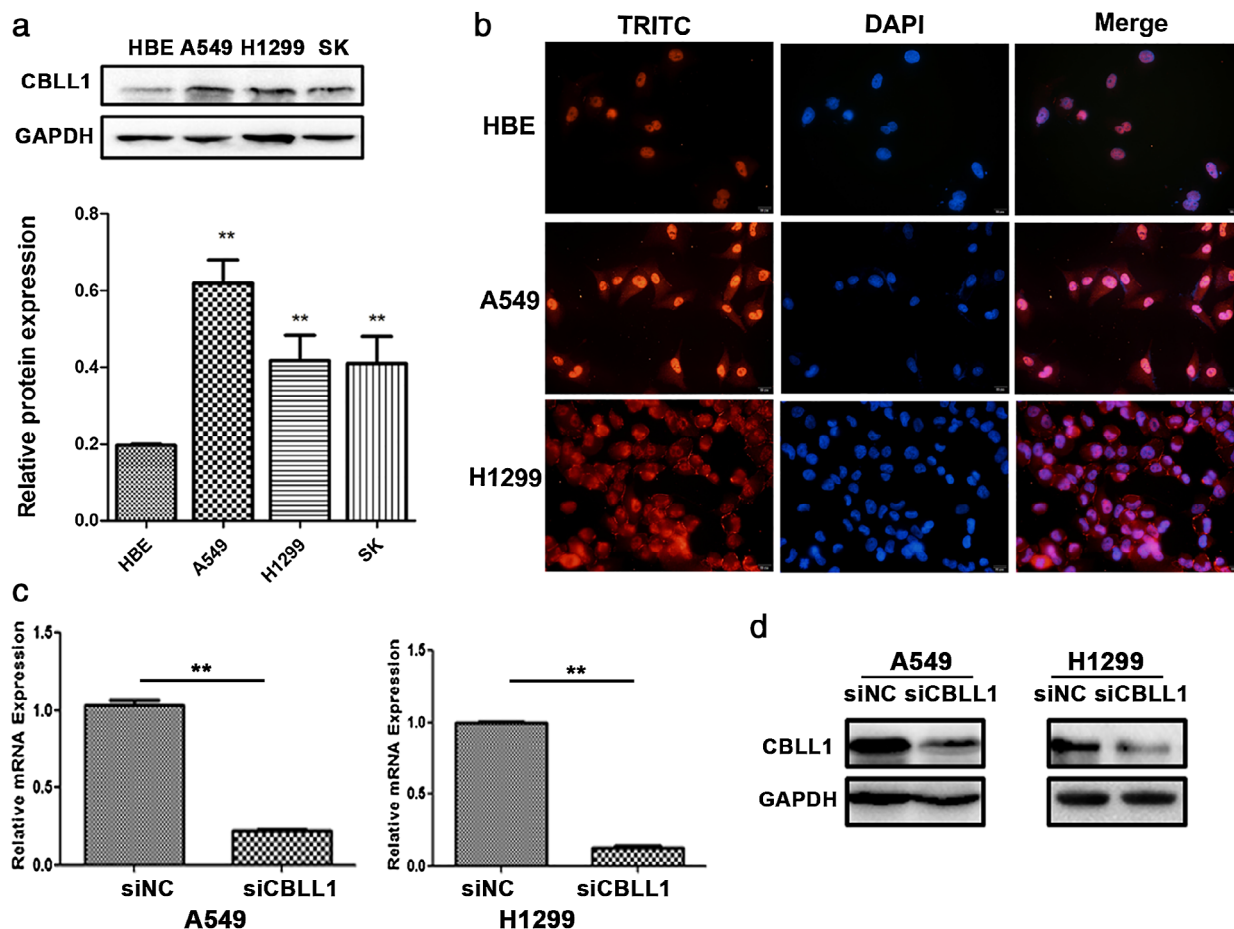 a
HBE A549 H1299 SK
CBLL1
GAPDH
Relative protein expression
0.8
**
0.6
**
**
0.4
0.2
0.0
HBE
A549
H1299
SK
b
TRITC
DAPI
Merge
HBE
A549
H1299
c
Relative mRNA Expression
1.5
**
1.0
0.5
0.0
siNC
siCBLL1
A549
Relative mRNA Expression
1.5
**
1.0
0.5
0.0
siNC
siCBLL1
H1299
d
A549
H1299
siNC siCBLL1
siNC siCBLL1
CBLL1
GAPDH